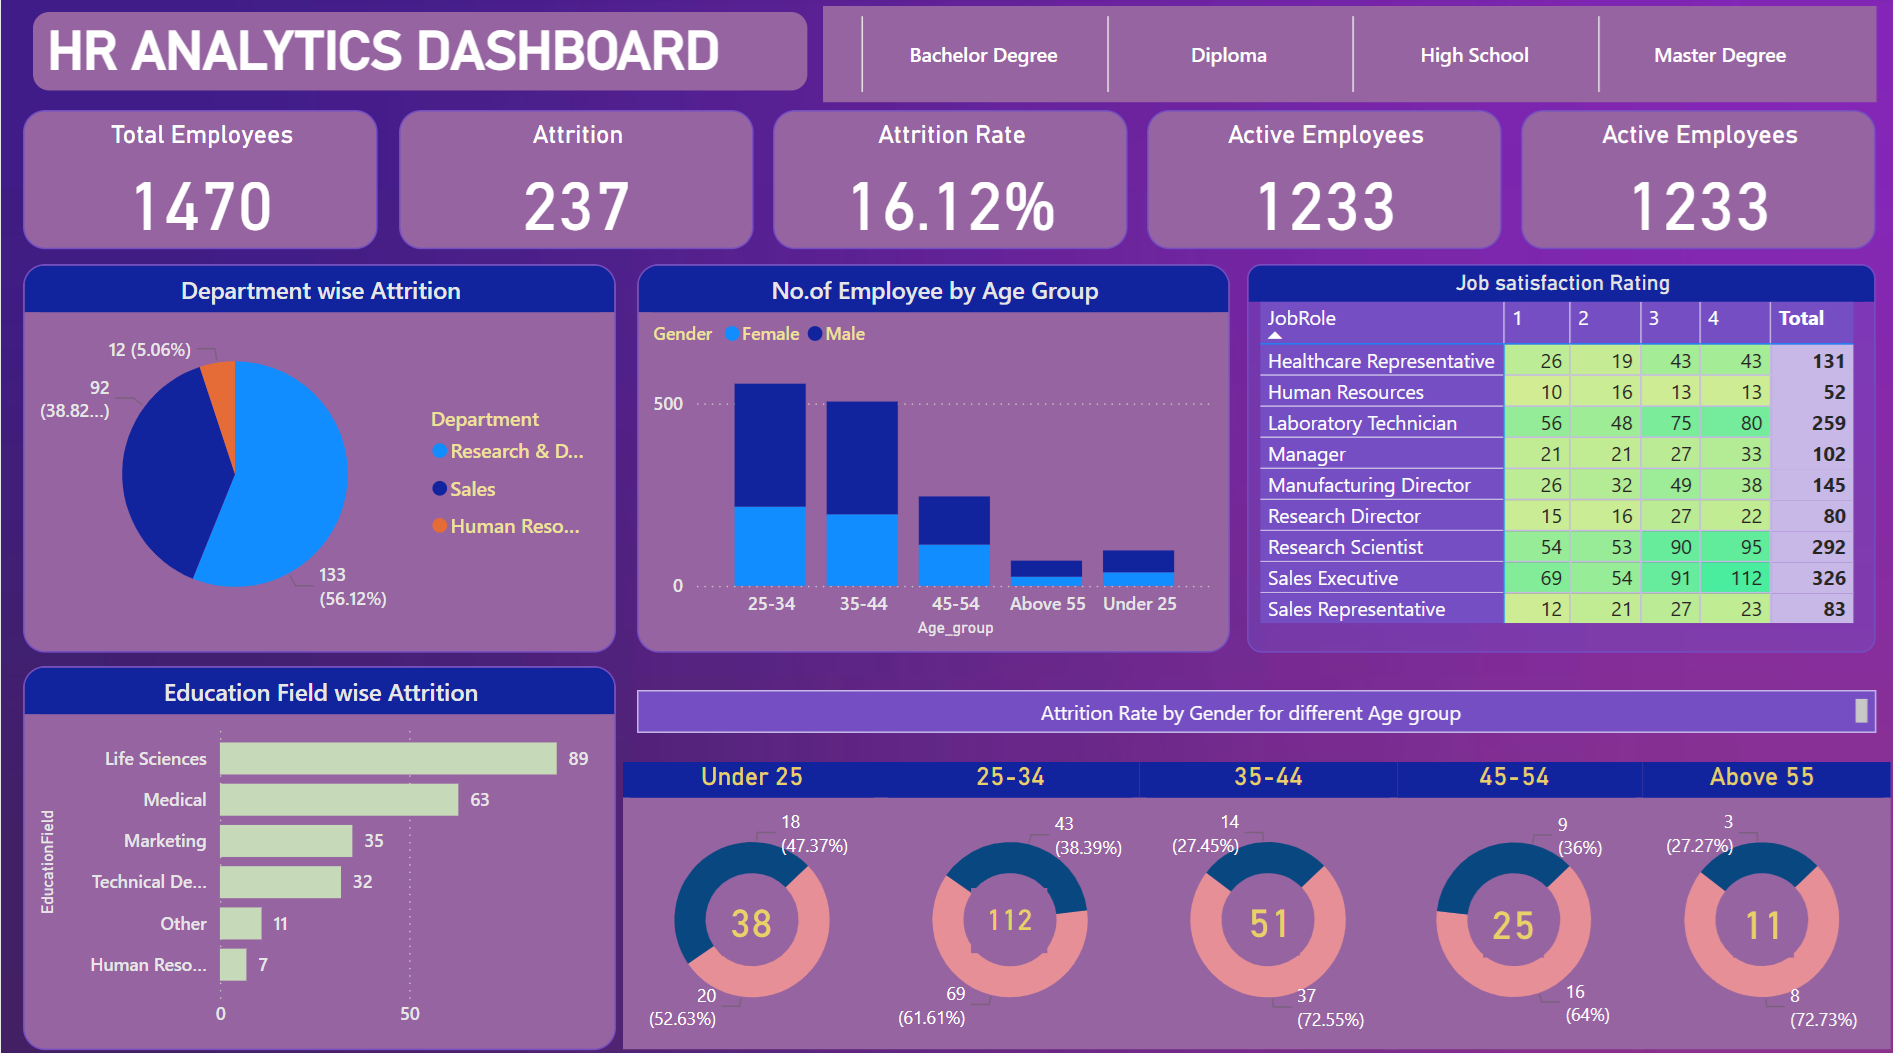 HR ANALYTICS DASHBOARD
Bachelor Degree
Diploma
High School
Master Degree
Total Employees
1470
Attrition
237
Attrition Rate
16.12%
Active Employees
1233
Active Employees
1233
Department wise Attrition
12 (5.06%)
92
(38.82...)
133
(56.12%)
Department
Research & D...
Sales
Human Reso...
No.of Employee by Age Group
Gender Female Male
500
0
25-34 35-44 45-54 Above 55 Under 25
Age_group
Job satisfaction Rating
JobRole 1 2 3 4 Total
Healthcare Representative 26 19 43 43 131
Human Resources 10 16 13 13 52
Laboratory Technician 56 48 75 80 259
Manager 21 21 27 33 102
Manufacturing Director 26 32 49 38 145
Research Director 15 16 27 22 80
Research Scientist 54 53 90 95 292
Sales Executive 69 54 91 112 326
Sales Representative 12 21 27 23 83
Education Field wise Attrition
EducationField
Life Sciences 89
Medical 63
Marketing 35
Technical De... 32
Other 11
Human Reso... 7
0 50
Attrition Rate by Gender for different Age group
Under 25
18
(47.37%)
38
20
(52.63%)
25-34
43
(38.39%)
112
69
(61.61%)
35-44
14
(27.45%)
51
37
(72.55%)
45-54
9
(36%)
25
16
(64%)
Above 55
3
(27.27%)
11
8
(72.73%)